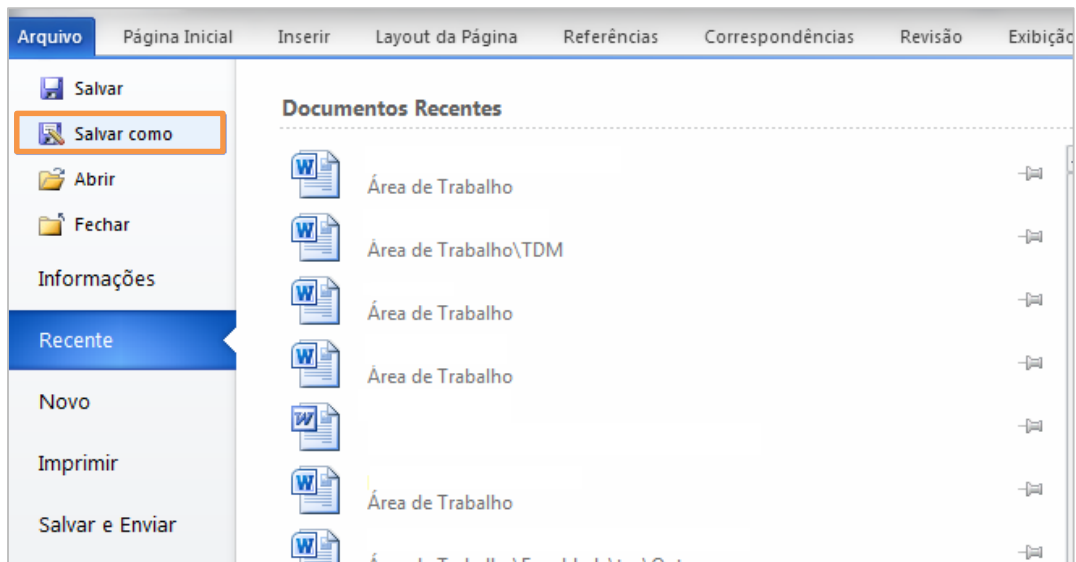 Arquivo Página Inicial Inserir Layout da Página Referências Correspondências Revisão Exibição
Salvar
Salvar como
Abrir
Fechar
Informações
Recente
Novo
Imprimir
Salvar e Enviar
Documentos Recentes
Área de Trabalho
Área de Trabalho\TDM
Área de Trabalho
Área de Trabalho
Área de Trabalho